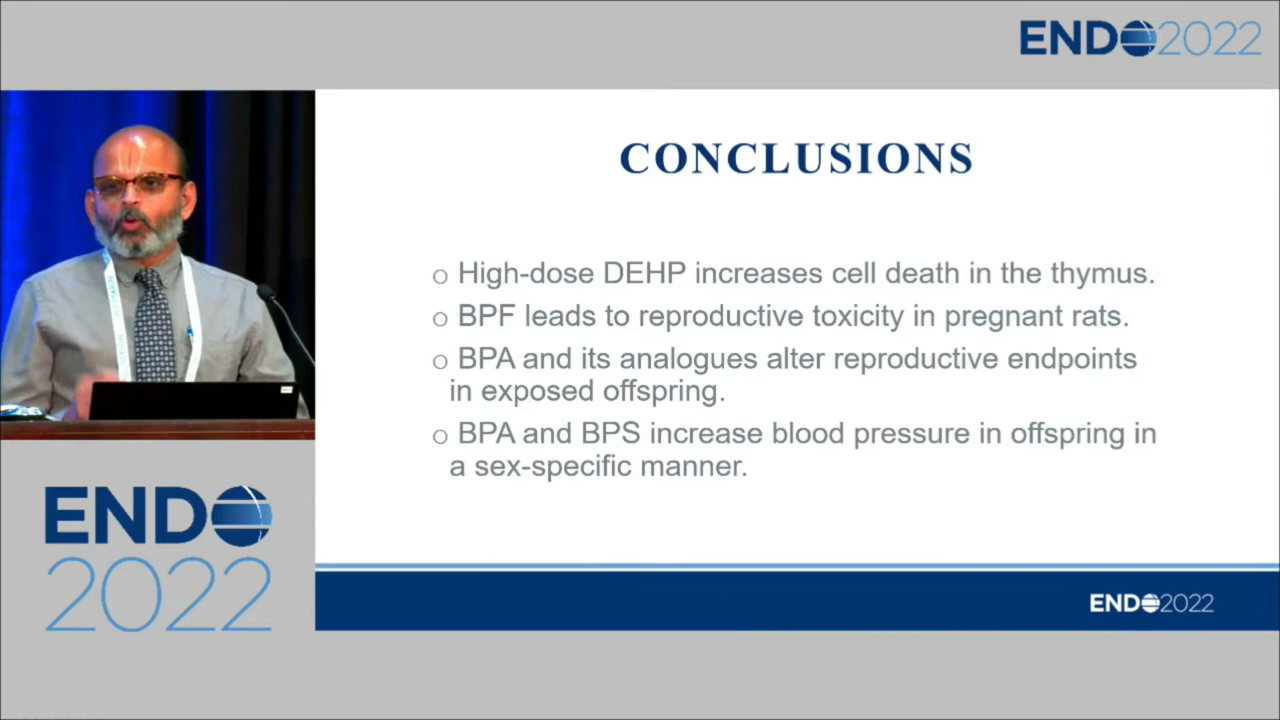 ENDO2022
CONCLUSIONS
o High-dose DEHP increases cell death in the thymus.
o BPF leads to reproductive toxicity in pregnant rats.
o BPA and its analogues alter reproductive endpoints
in exposed offspring.
o BPA and BPS increase blood pressure in offspring in
a sex-specific manner.
ENDO
2022
ENDO2022